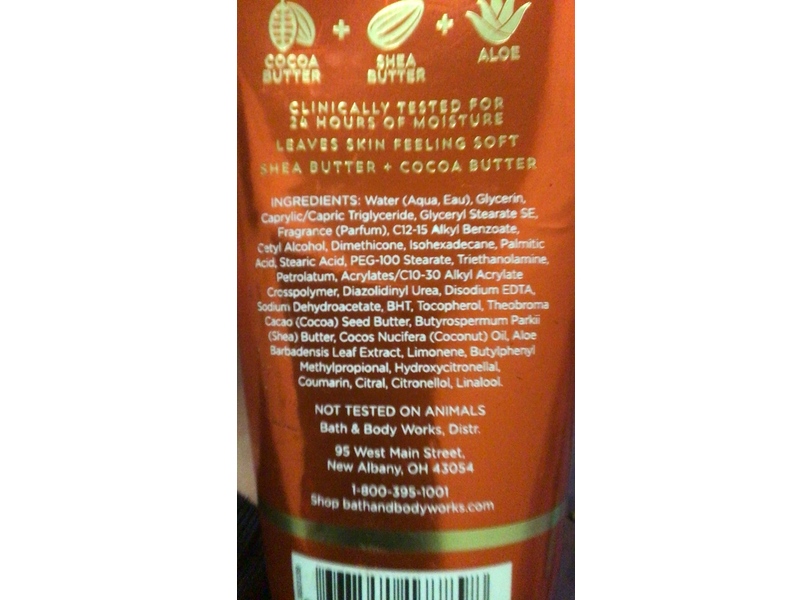 COCOA BUTTER + SHEA BUTTER + ALOE
CLINICALLY TESTED FOR
24 HOURS OF MOISTURE
LEAVES SKIN FEELING SOFT
SHEA BUTTER + COCOA BUTTER
INGREDIENTS: Water (Aqua, Eau), Glycerin,
Caprylic/Capric Triglyceride, Glyceryl Stearate SE,
Fragrance (Parfum), C12-15 Alkyl Benzoate,
Cetyl Alcohol, Dimethicone, Isohexadecane, Palmitic
Acid, Stearic Acid, PEG-100 Stearate, Triethanolamine,
Petrolatum, Acrylates/C10-30 Alkyl Acrylate
Crosspolymer, Diazolidinyl Urea, Disodium EDTA,
Sodium Dehydroacetate, BHT, Tocopherol, Theobroma
Cacao (Cocoa) Seed Butter, Butyrospermum Parkii
(Shea) Butter, Cocos Nucifera (Coconut) Oil, Aloe
Barbadensis Leaf Extract, Limonene, Butylphenyl
Methylpropional, Hydroxycitronellal,
Coumarin, Citral, Citronellol, Linalool.
NOT TESTED ON ANIMALS
Bath & Body Works, Distr.
95 West Main Street,
New Albany, OH 43054
1-800-395-1001
Shop bathandbodyworks.com